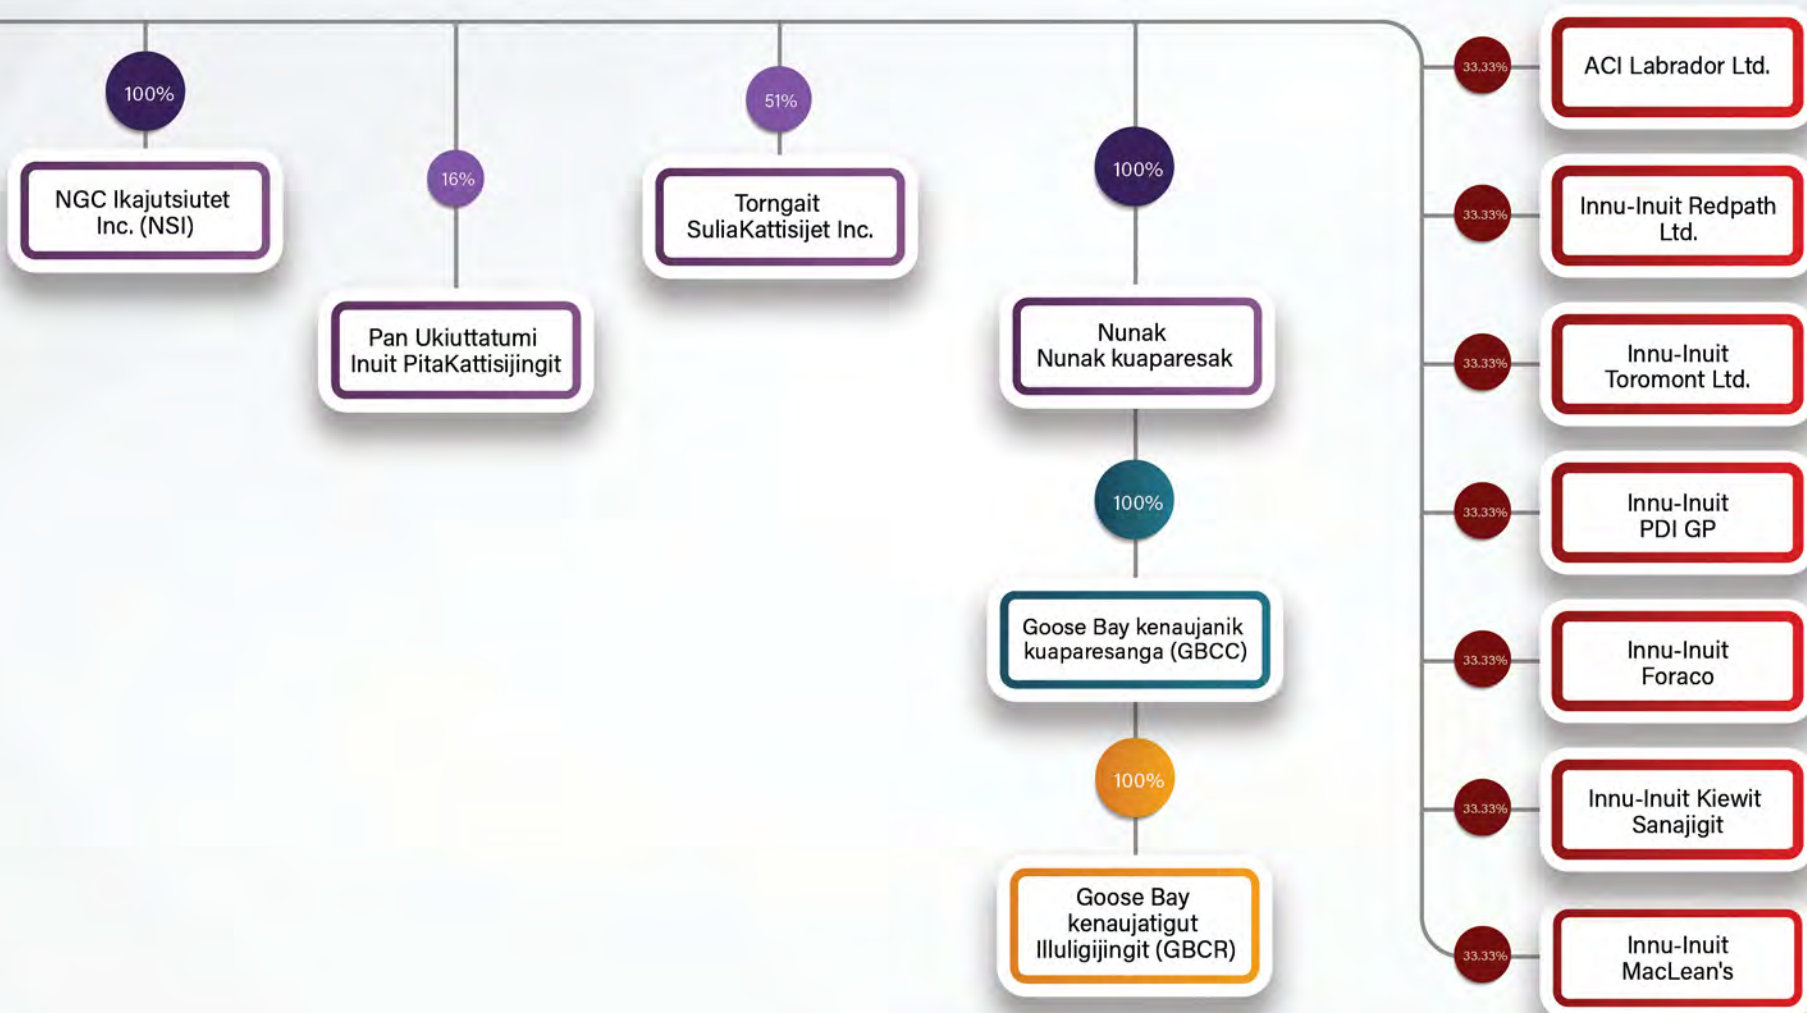 100%
NGC Ikajutsiutet
Inc. (NSI)
16%
Pan Ukiuttatumi
Inuit PitaKattisijingit
51%
Torngait
SuliaKattisijet Inc.
100%
Nunak
Nunak kuaparesak
100%
Goose Bay kenaujanik
kuaparesanga (GBCC)
100%
Goose Bay
kenaujatigut
Illuligijingit (GBCR)
33.33%
ACI Labrador Ltd.
33.33%
Innu-Inuit Redpath
Ltd.
33.33%
Innu-Inuit
Toromont Ltd.
33.33%
Innu-Inuit
PDI GP
33.33%
Innu-Inuit
Foraco
33.33%
Innu-Inuit Kiewit
Sanajigit
33.33%
Innu-Inuit
MacLean's